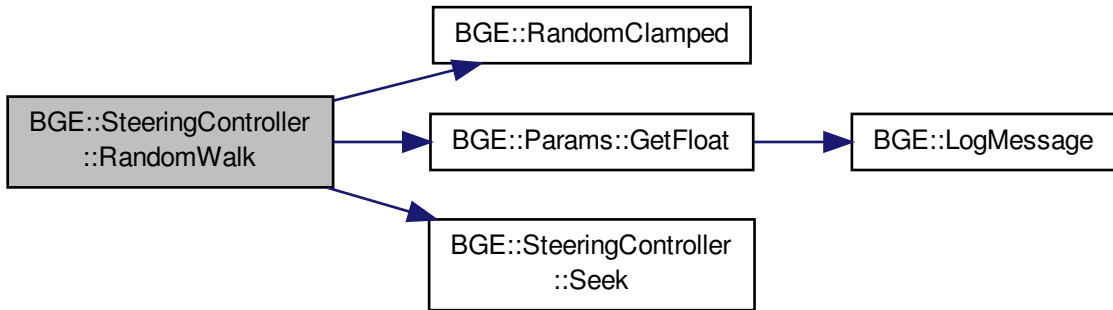 BGE::SteeringController
::RandomWalk
BGE::RandomClamped
BGE::Params::GetFloat
BGE::LogMessage
BGE::SteeringController
::Seek